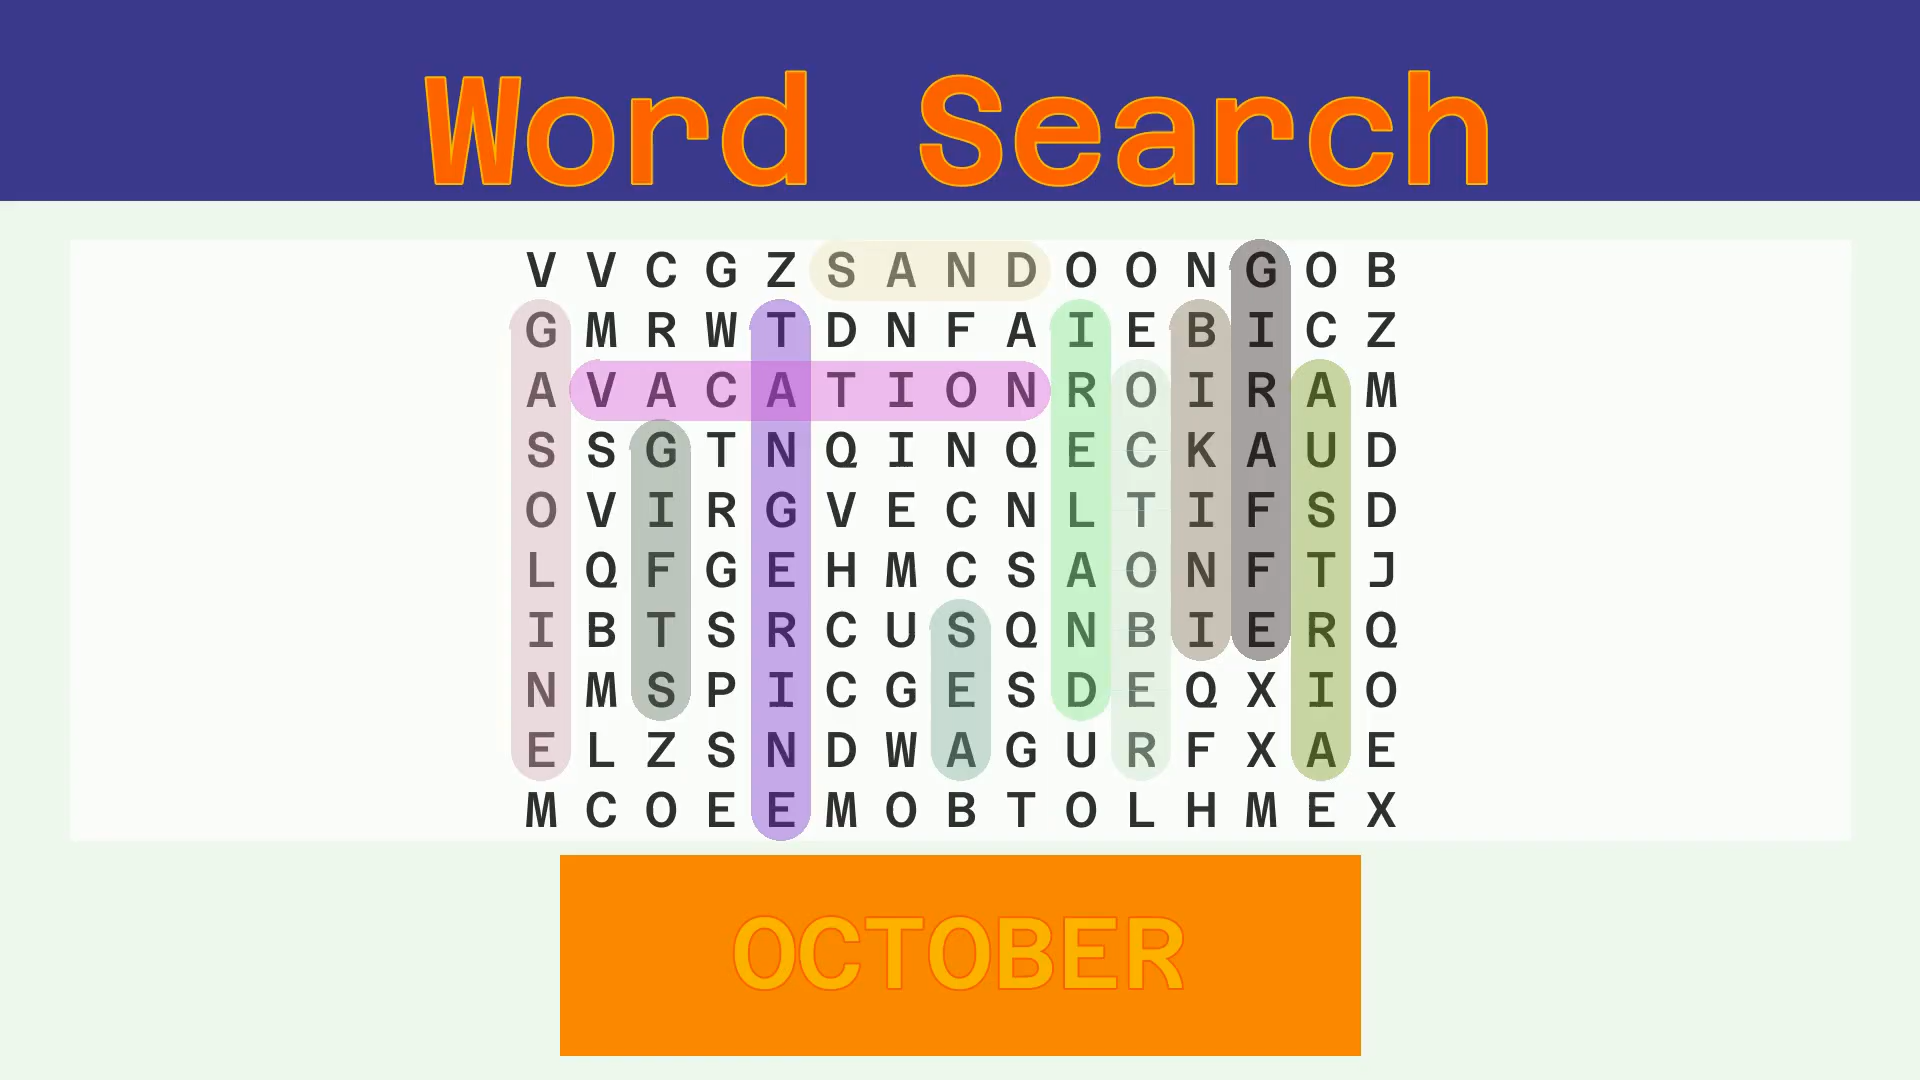 Word Search
V V C G Z S A N D O O N G O B
G M R W T D N F A I E B I C Z
A V A C A T I O N R O I R A M
S S G T N Q I N Q E C K A U D
O V I R G V E C N L T I F S D
L Q F G E H M C S A O N F T J
I B T S R C U S Q N B I E R Q
N M S P I C G E S D E Q X I O
E L Z S N D W A G U R F X A E
M C O E E M O B T O L H M E X
OCTOBER